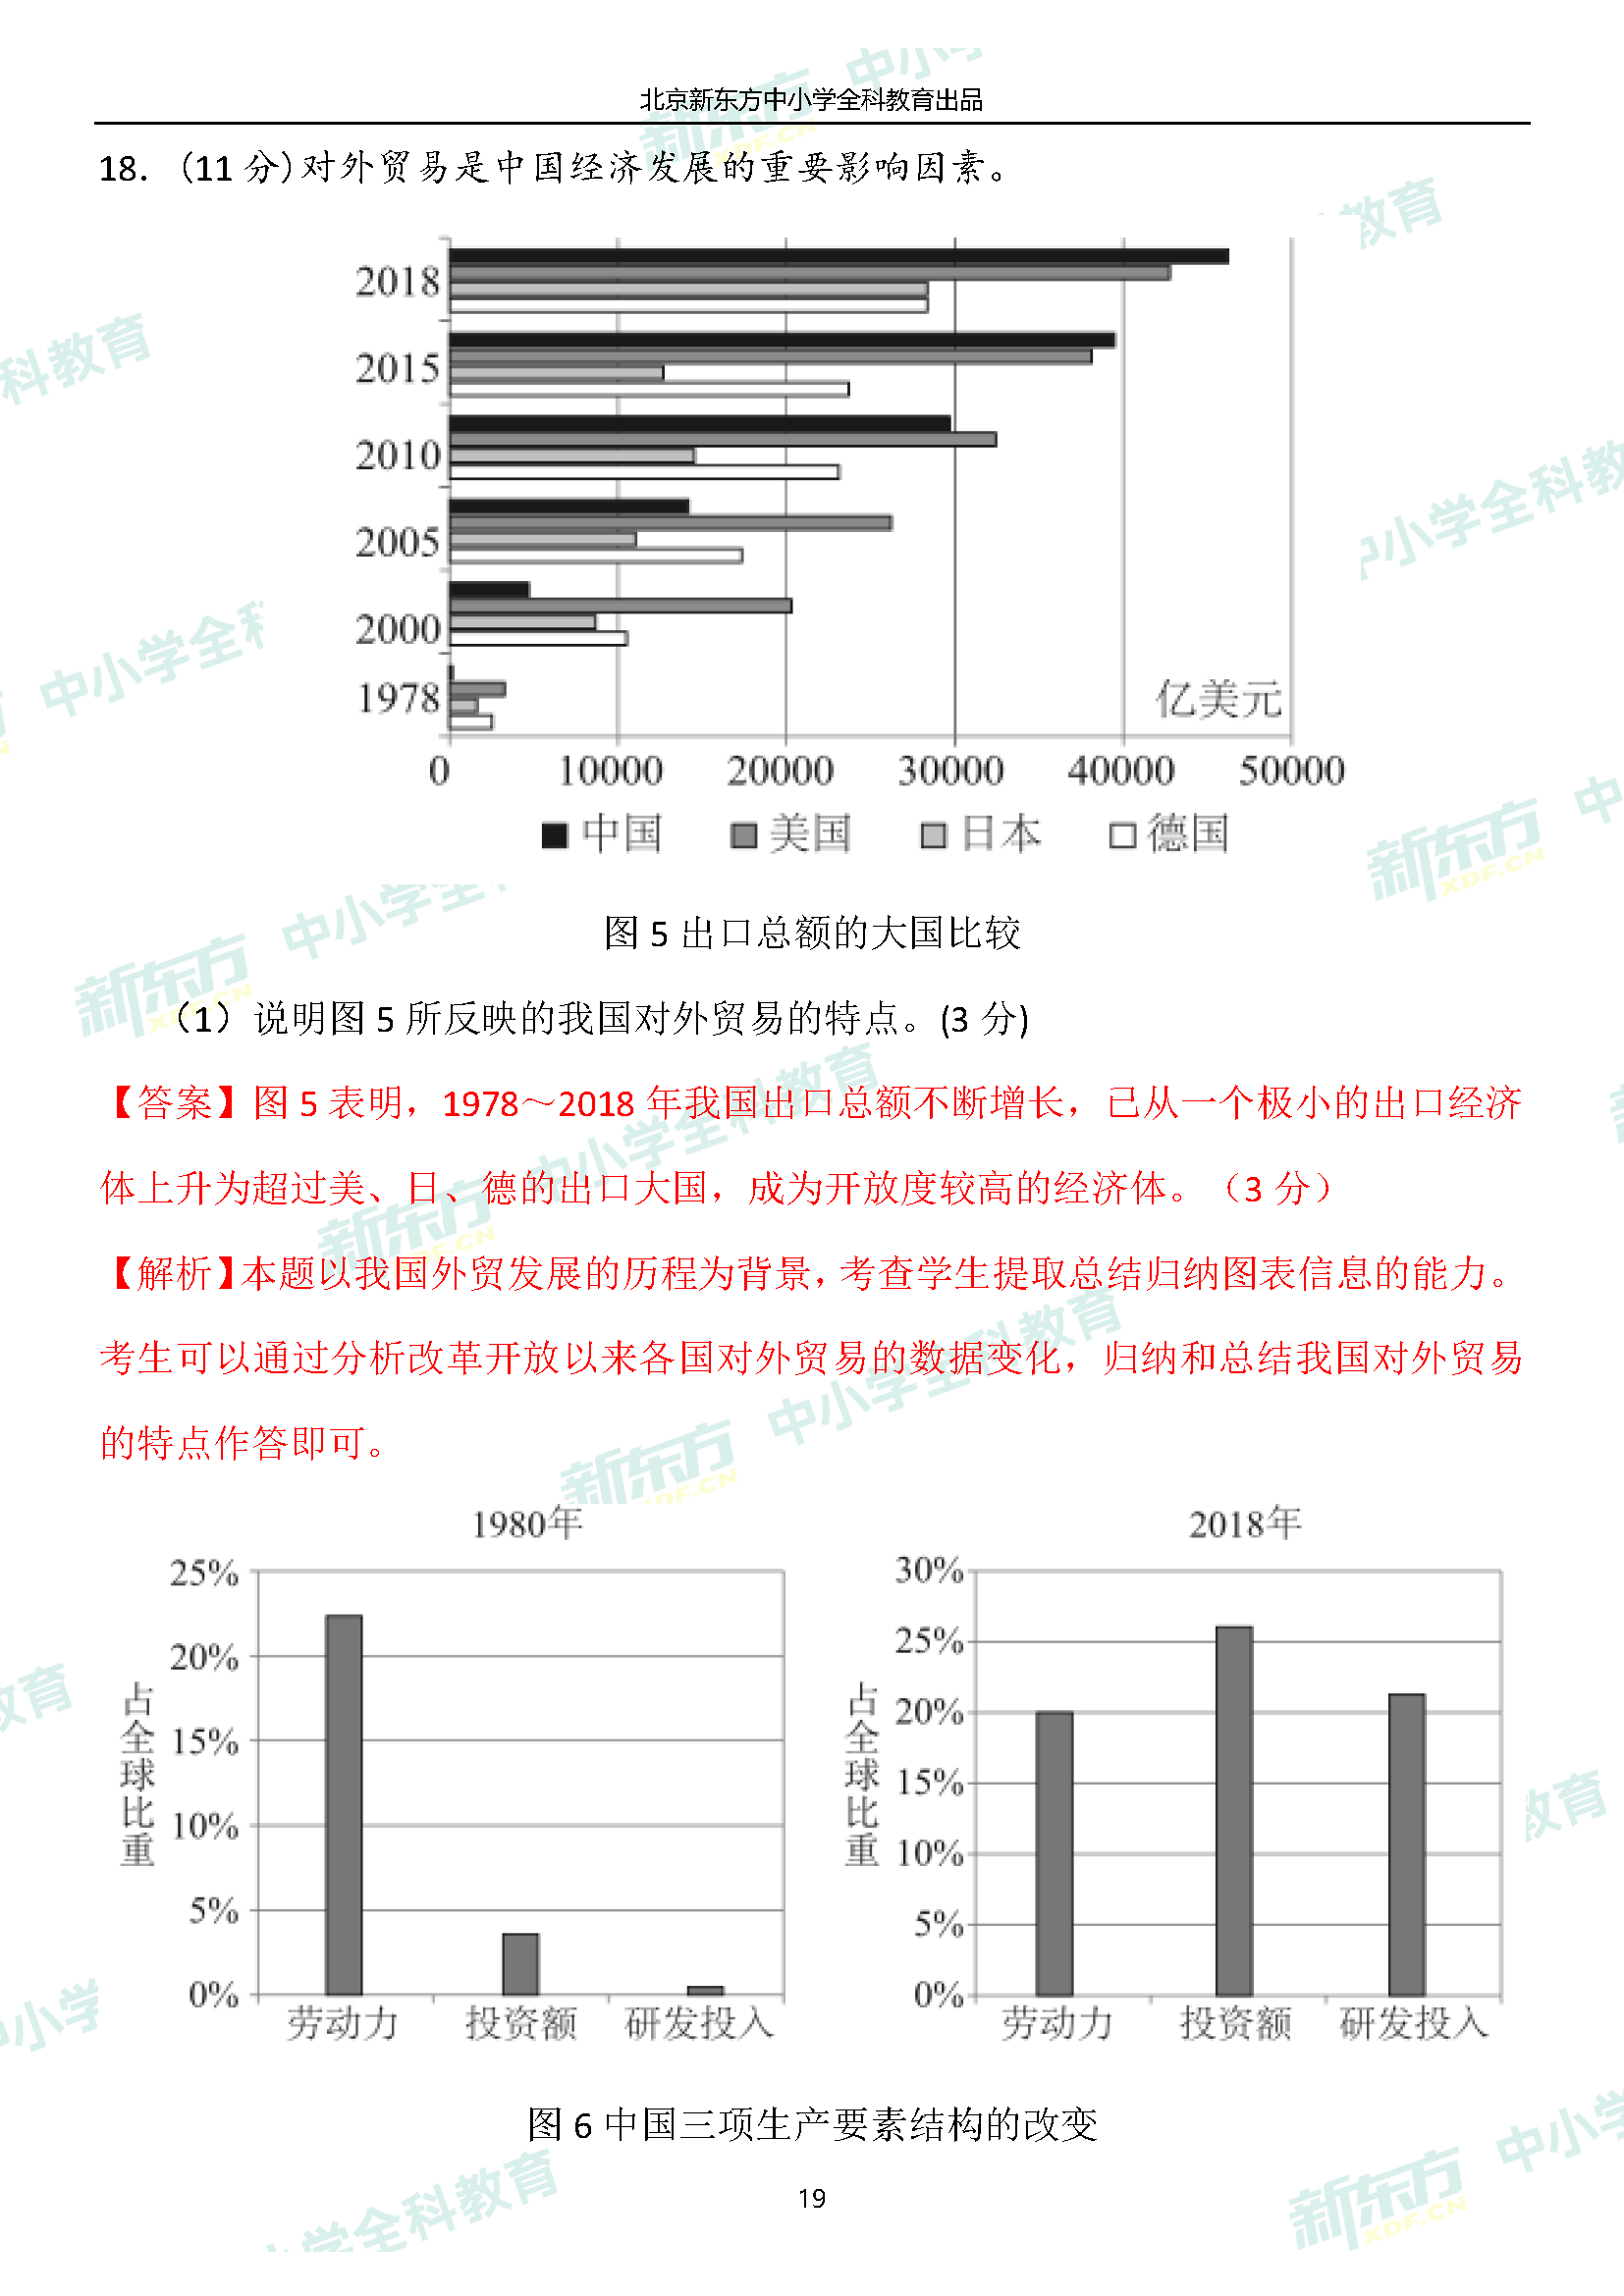 北京新东方中小学全科教育出品
18. (11 分)对外贸易是中国经济发展的重要影响因素。
2018
2015
2010
2005
2000
1978
亿美元
0 10000 20000 30000 40000 50000
中国 美国 日本 德国
图 5 出口总额的大国比较
（1）说明图 5 所反映的我国对外贸易的特点。(3 分)
【答案】图 5 表明，1978～2018 年我国出口总额不断增长，已从一个极小的出口经济
体上升为超过美、日、德的出口大国，成为开放度较高的经济体。（3 分）
【解析】本题以我国外贸发展的历程为背景，考查学生提取总结归纳图表信息的能力。
考生可以通过分析改革开放以来各国对外贸易的数据变化，归纳和总结我国对外贸易
的特点作答即可。
1980年
25%
20%
15%
10%
5%
0%
占全球比重
劳动力 投资额 研发投入
2018年
30%
25%
20%
15%
10%
5%
0%
占全球比重
劳动力 投资额 研发投入
图 6 中国三项生产要素结构的改变
19
新东方 XDF.CN 中小学全科教育